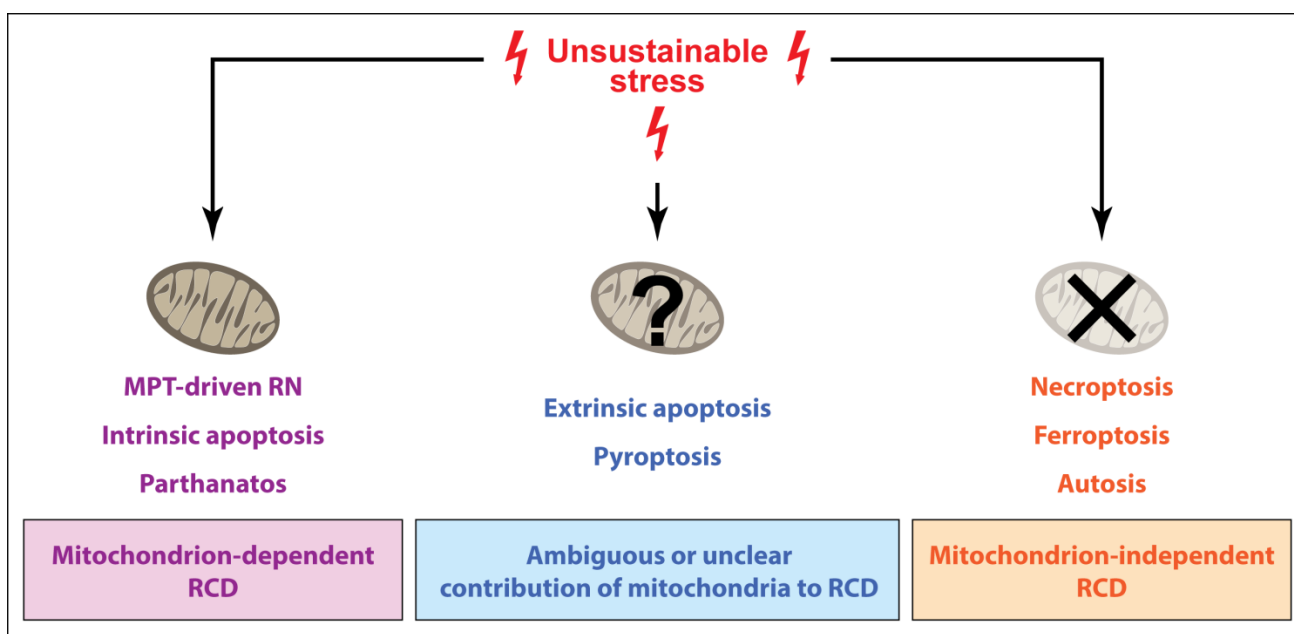 Unsustainable
stress
?
MPT-driven RN
Intrinsic apoptosis
Parthanatos
Extrinsic apoptosis
Pyroptosis
Necroptosis
Ferroptosis
Autosis
Mitochondrion-dependent
RCD
Ambiguous or unclear
contribution of mitochondria to RCD
Mitochondrion-independent
RCD